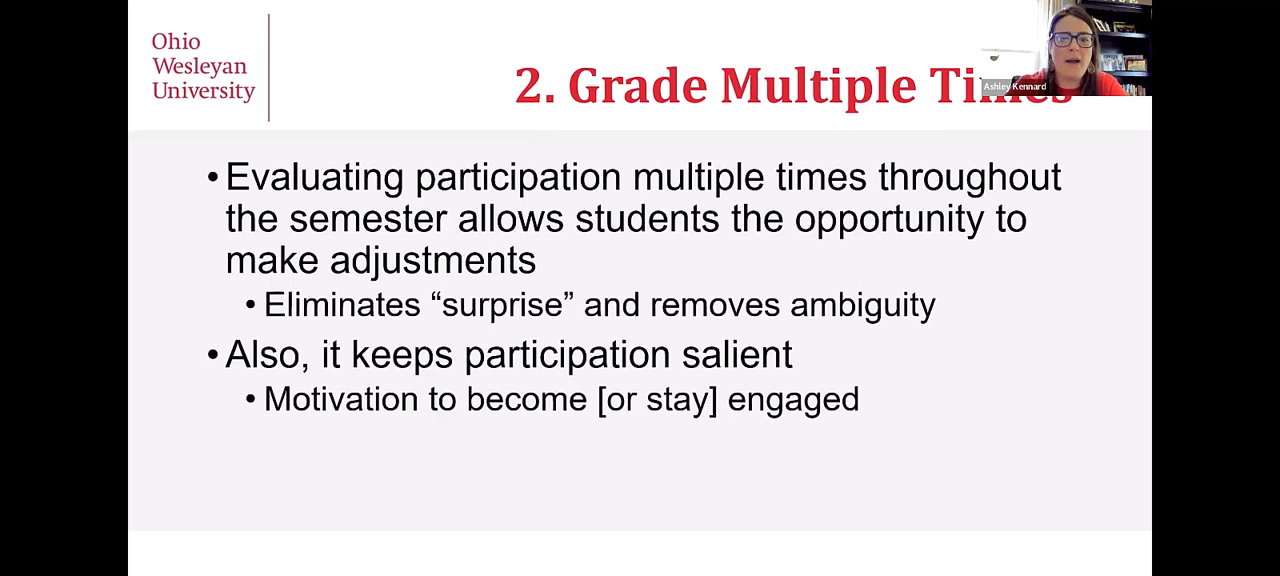 Ohio
Wesleyan
University
2. Grade Multiple Times
Ashley Kennard
• Evaluating participation multiple times throughout
the semester allows students the opportunity to
make adjustments
• Eliminates “surprise” and removes ambiguity
• Also, it keeps participation salient
• Motivation to become [or stay] engaged